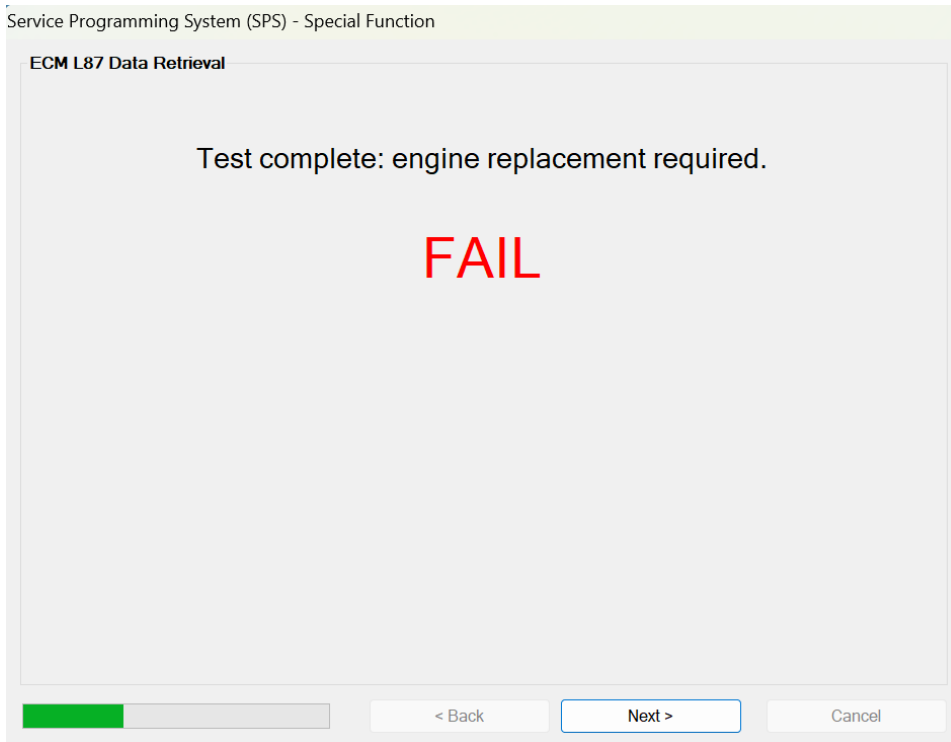 Service Programming System (SPS) - Special Function
ECM L87 Data Retrieval
Test complete: engine replacement required.
FAIL
< Back
Next >
Cancel